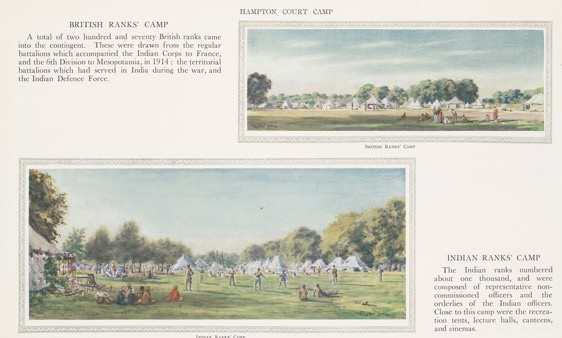 HAMPTON COURT CAMP
BRITISH RANKS' CAMP
A total of two hundred and seventy British ranks came
into the contingent. These were drawn from the regular
battalions which accompanied the Indian Corps to France,
and the 6th Division to Mesopotamia, in 1914; the territorial
battalions which had served in India during the war, and
the Indian Defence Force.
BRITISH RANKS' CAMP
INDIAN RANKS' CAMP
The Indian ranks numbered
about one thousand, and were
composed of representative non-
commissioned officers and the
orderlies of the Indian officers.
Close to this camp were the recrea-
tion tents, lecture halls, canteens,
and cinemas.
INDIAN RANKS' CAMP